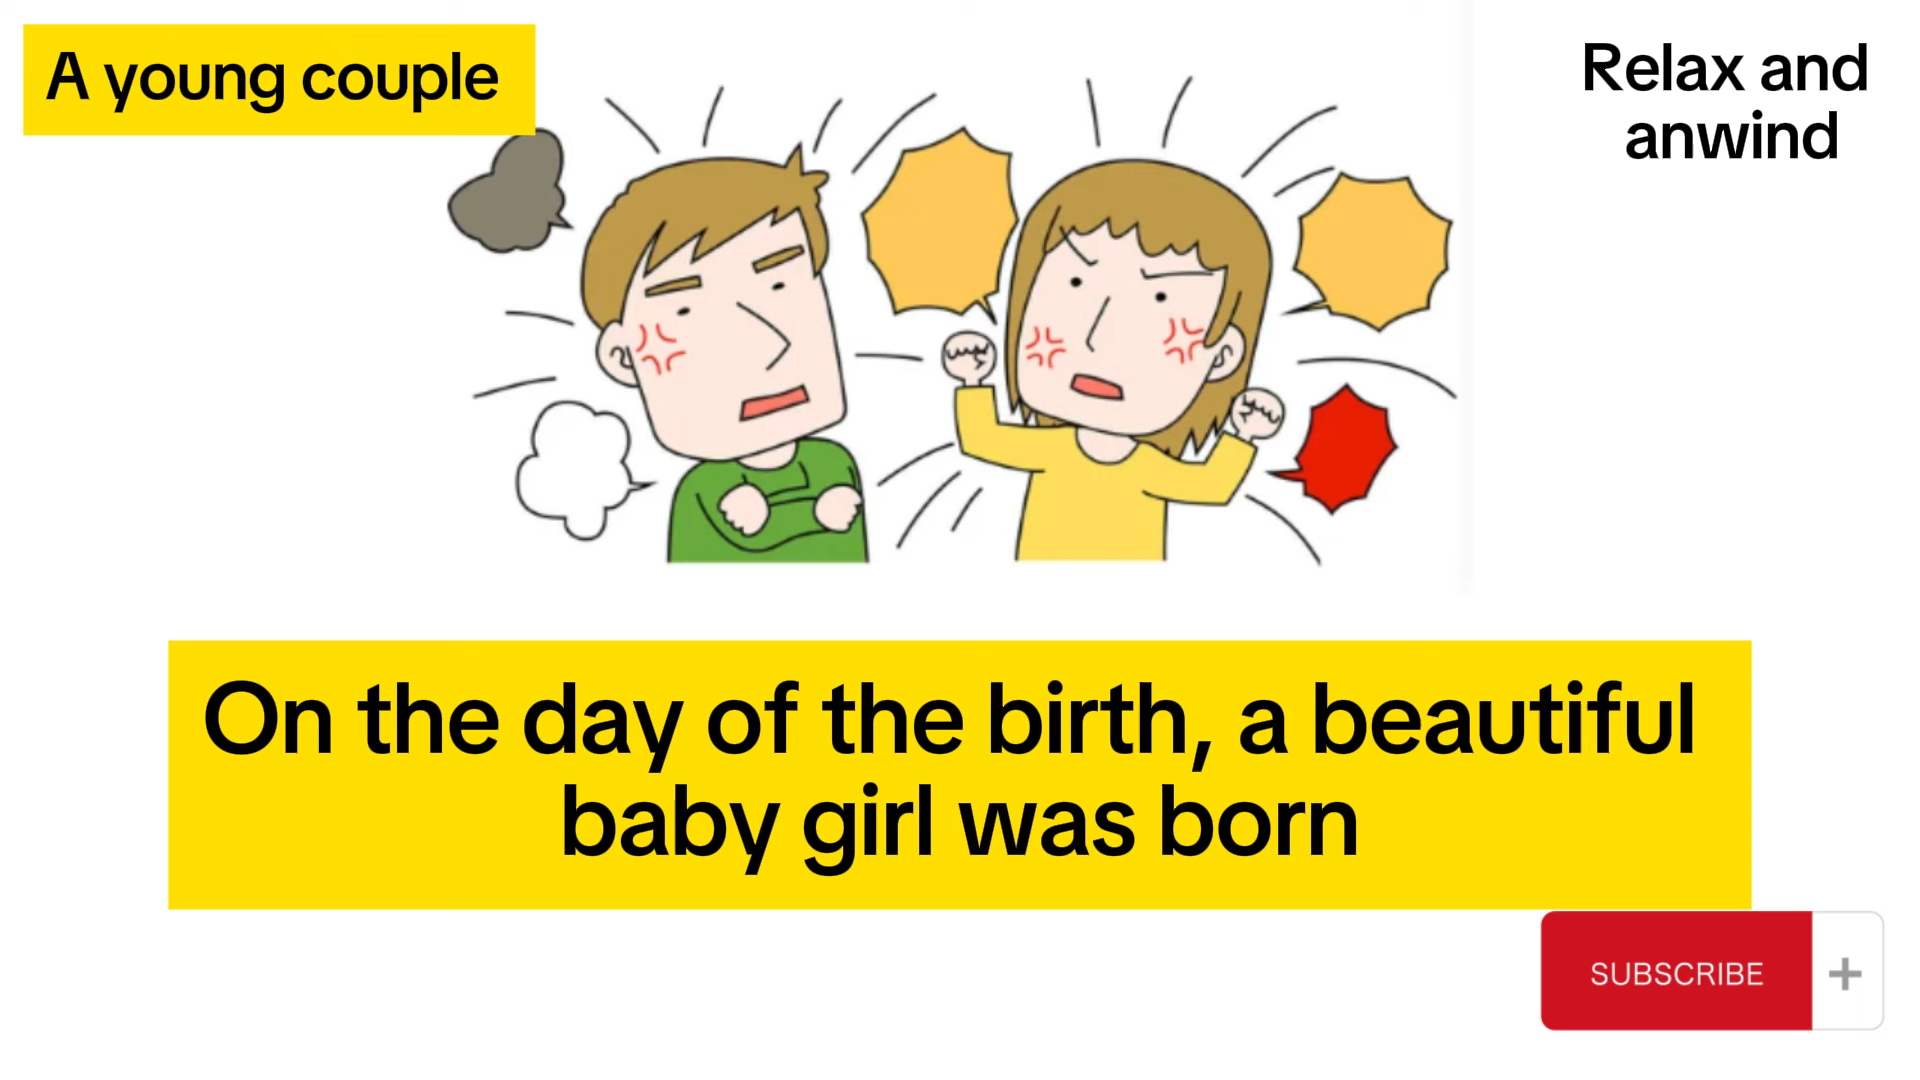 A young couple
Relax and
anwind
On the day of the birth, a beautiful
baby girl was born
SUBSCRIBE